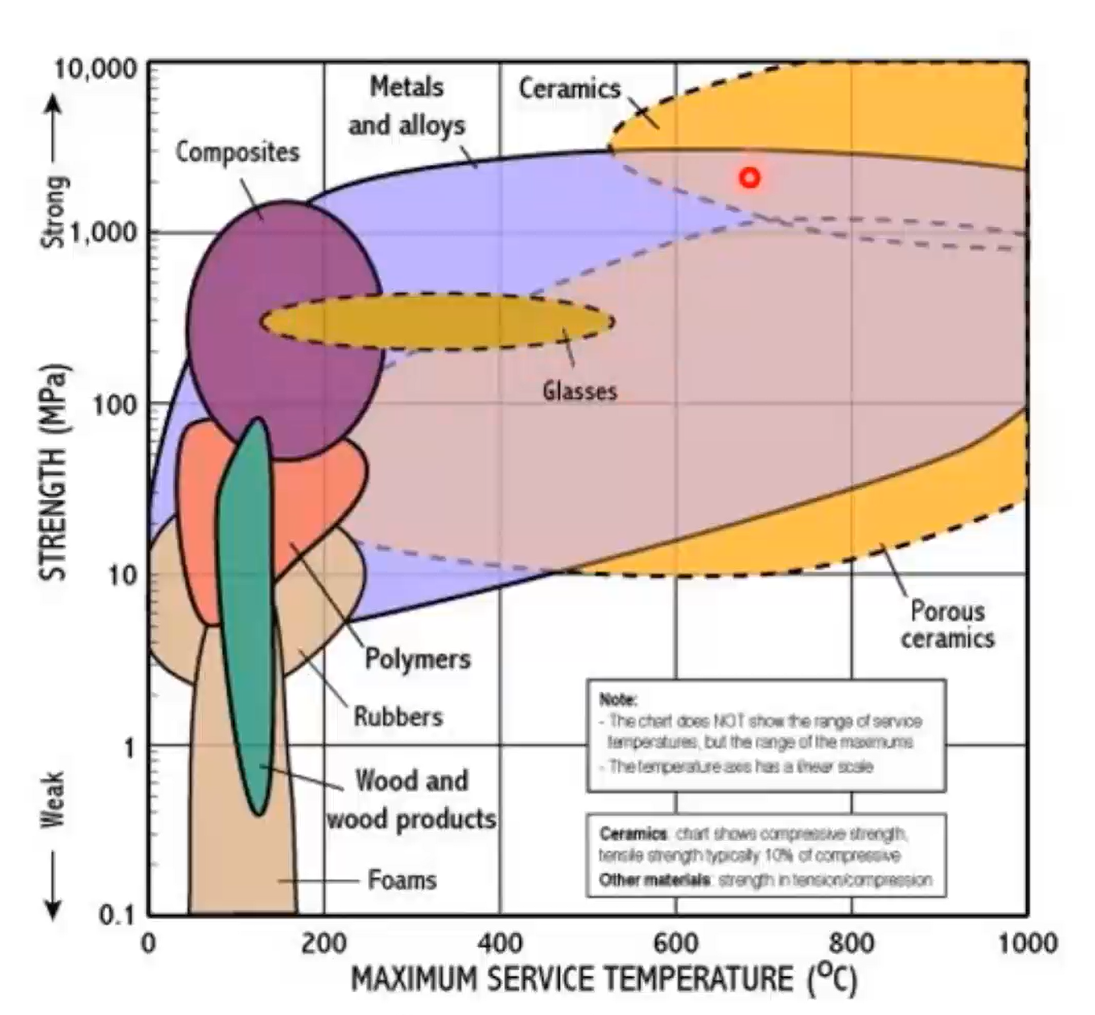 10,000
Metals
and alloys
Ceramics
Composites
Strong
1,000
Glasses
100
STRENGTH (MPa)
10
Porous
ceramics
Polymers
Rubbers
Note:
- The chart does NOT show the range of service
temperatures, but the range of the maximums
- The temperature axis has a linear scale
1
Weak
Wood and
wood products
Ceramics: chart shows compressive strength,
tensile strength typically 10% of compressive
Other materials: strength in tension/compression
Foams
0.1
0 200 400 600 800 1000
MAXIMUM SERVICE TEMPERATURE (°C)